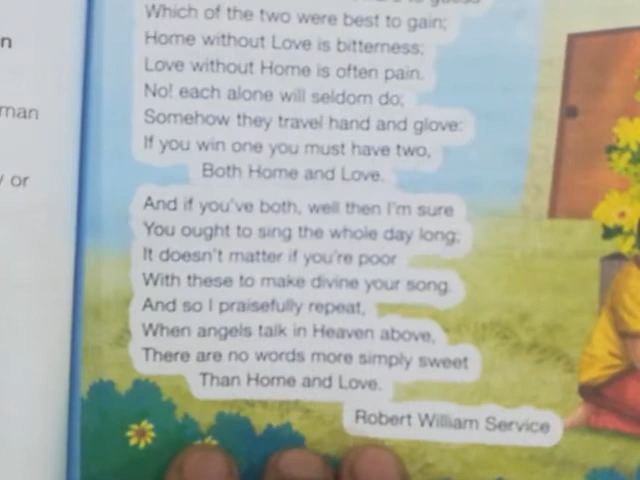 n
man
or
to guess
Which of the two were best to gain;
Home without Love is bitterness;
Love without Home is often pain.
No! each alone will seldom do;
Somehow they travel hand and glove:
If you win one you must have two,
Both Home and Love.
And if you've both, well then I'm sure
You ought to sing the whole day long;
It doesn't matter if you're poor
With these to make divine your song.
And so I praisefully repeat,
When angels talk in Heaven above,
There are no words more simply sweet
Than Home and Love.
Robert William Service